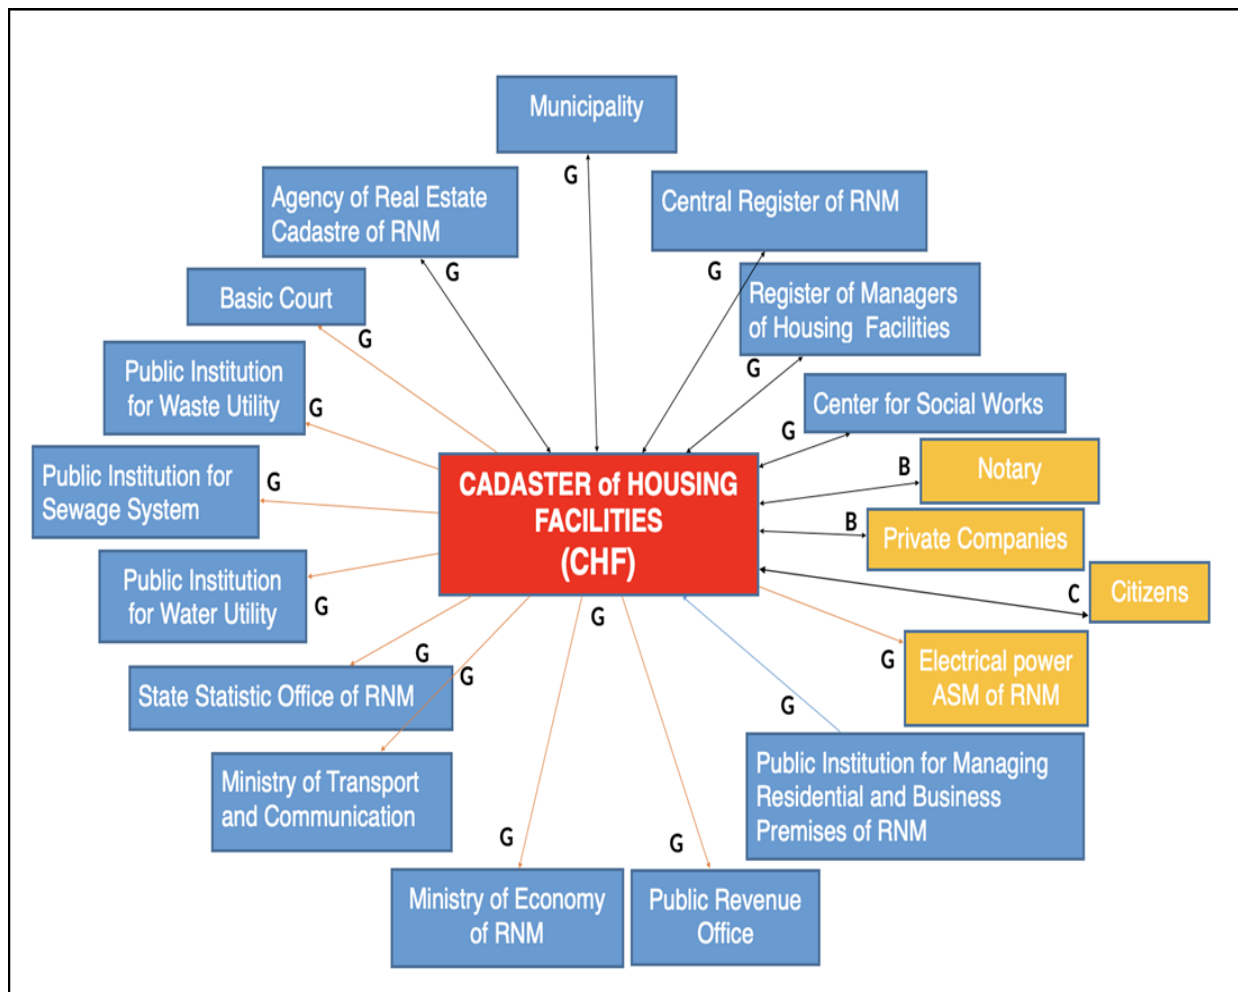 Municipality
G
Agency of Real Estate
Cadastre of RNM
G
Central Register of RNM
G
Basic Court
G
Register of Managers
of Housing Facilities
G
Public Institution
for Waste Utility
G
Center for Social Works
G
Public Institution for
Sewage System
G
CADASTER of HOUSING
FACILITIES
(CHF)
G
B
Notary
B
Private Companies
C
Citizens
Public Institution
for Water Utility
G
G
Electrical power
ASM of RNM
State Statistic Office of RNM
G
G
Ministry of Transport
and Communication
G
Public Institution for Managing
Residential and Business
Premises of RNM
G
Ministry of Economy
of RNM
G
Public Revenue
Office